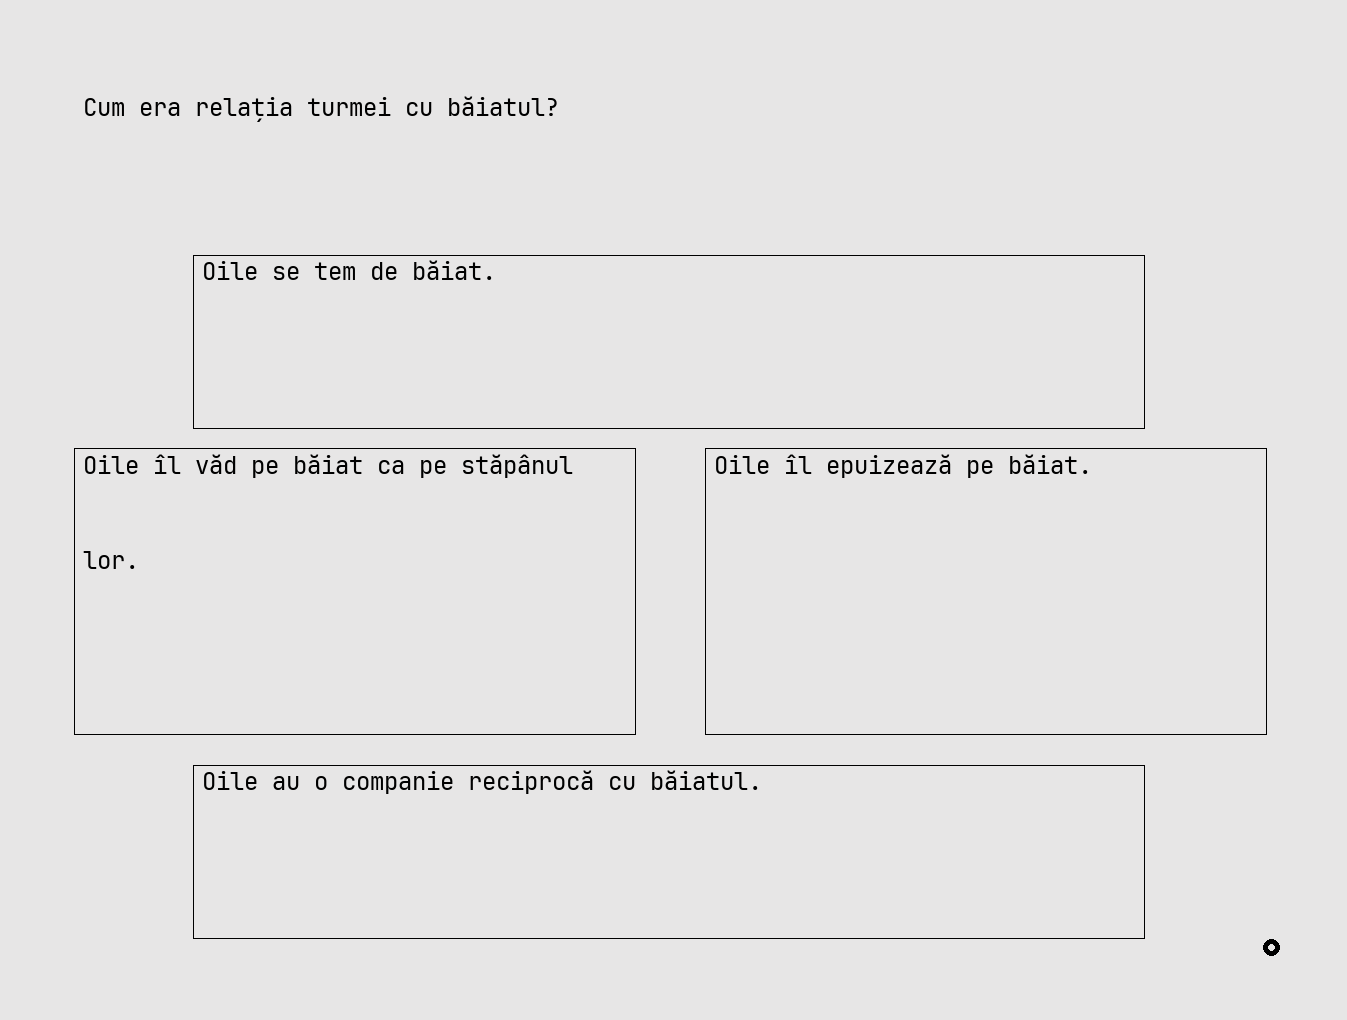 Cum era relația turmei cu băiatul?
Oile se tem de băiat.
Oile îl văd pe băiat ca pe stăpânul
lor.
Oile îl epuizează pe băiat.
Oile au o companie reciprocă cu băiatul.